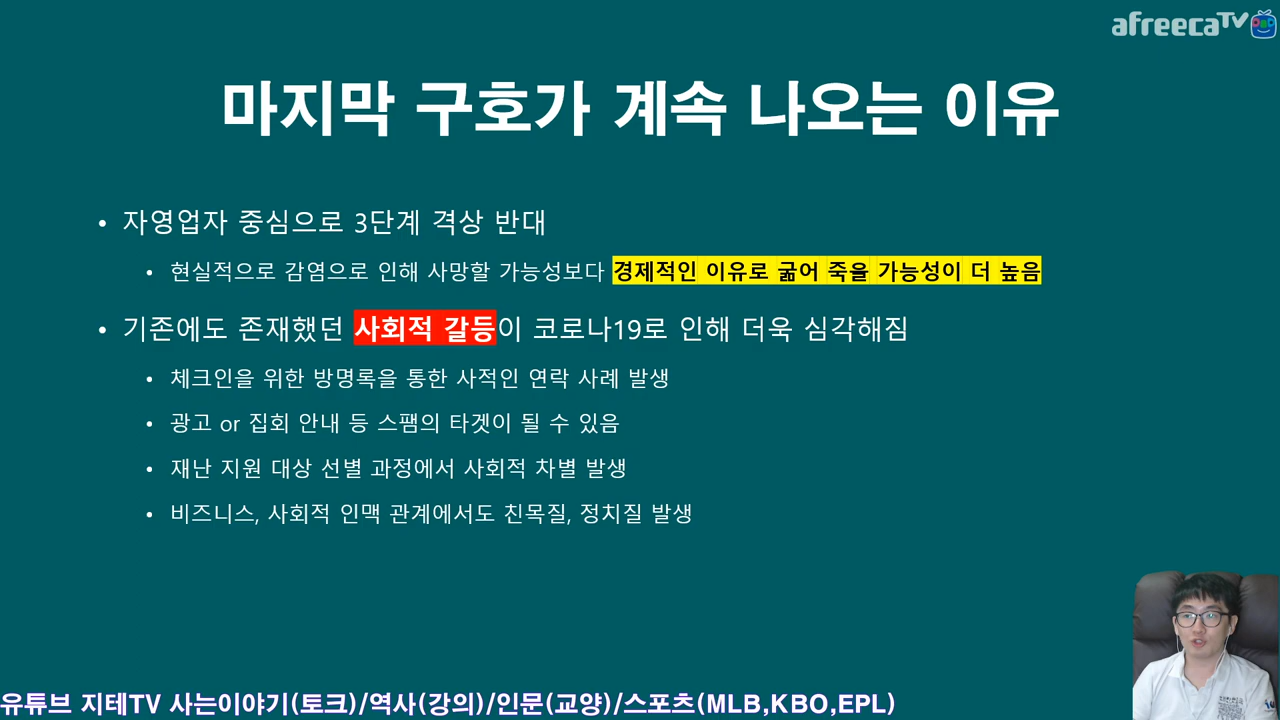 afreecaTV
마지막 구호가 계속 나오는 이유
• 자영업자 중심으로 3단계 격상 반대
• 현실적으로 감염으로 인해 사망할 가능성보다 경제적인 이유로 굶어 죽을 가능성이 더 높음
• 기존에도 존재했던 사회적 갈등이 코로나19로 인해 더욱 심각해짐
• 체크인을 위한 방명록을 통한 사적인 연락 사례 발생
• 광고 or 집회 안내 등 스팸의 타겟이 될 수 있음
• 재난 지원 대상 선별 과정에서 사회적 차별 발생
• 비즈니스, 사회적 인맥 관계에서도 친목질, 정치질 발생
유튜브 지테TV 사는이야기(토크)/역사(강의)/인문(교양)/스포츠(MLB,KBO,EPL)